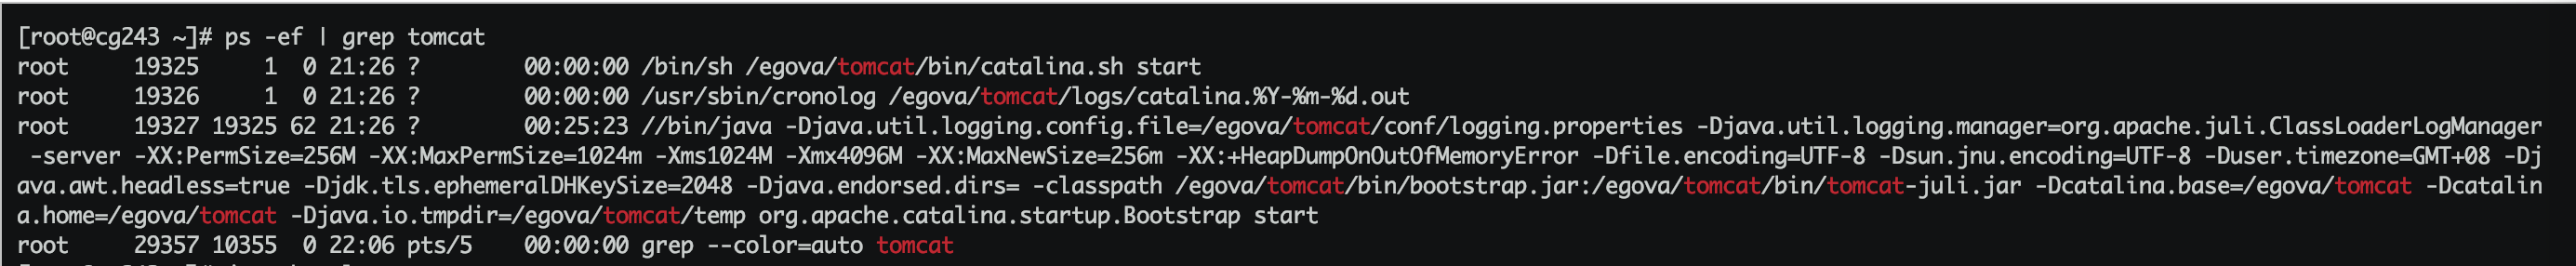 [root@cg243 ~]# ps -ef | grep tomcat
root     19325     1  0 21:26 ?        00:00:00 /bin/sh /egova/tomcat/bin/catalina.sh start
root     19326     1  0 21:26 ?        00:00:00 /usr/sbin/cronolog /egova/tomcat/logs/catalina.%Y-%m-%d.out
root     19327 19325 62 21:26 ?        00:25:23 //bin/java -Djava.util.logging.config.file=/egova/tomcat/conf/logging.properties -Djava.util.logging.manager=org.apache.juli.ClassLoaderLogManager
 -server -XX:PermSize=256M -XX:MaxPermSize=1024m -Xms1024M -Xmx4096M -XX:MaxNewSize=256m -XX:+HeapDumpOnOutOfMemoryError -Dfile.encoding=UTF-8 -Dsun.jnu.encoding=UTF-8 -Duser.timezone=GMT+08 -Dj
ava.awt.headless=true -Djdk.tls.ephemeralDHKeySize=2048 -Djava.endorsed.dirs= -classpath /egova/tomcat/bin/bootstrap.jar:/egova/tomcat/bin/tomcat-juli.jar -Dcatalina.base=/egova/tomcat -Dcatalin
a.home=/egova/tomcat -Djava.io.tmpdir=/egova/tomcat/temp org.apache.catalina.startup.Bootstrap start
root     29357 10355  0 22:06 pts/5    00:00:00 grep --color=auto tomcat